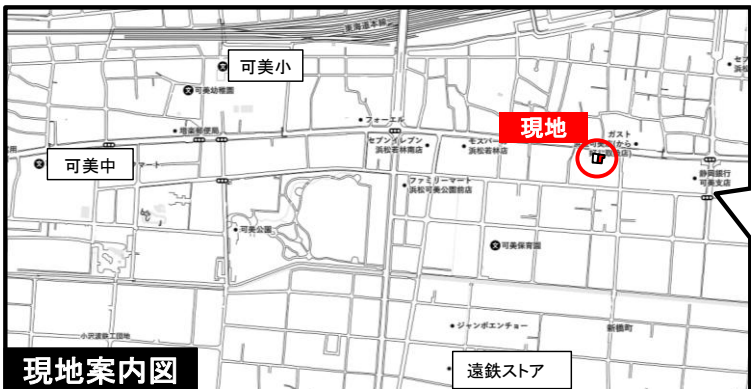 東海道本線
可美小
可美幼稚園
フォーエル
増楽郵便局
現地
ガスト
セブンイレブン
浜松若林南店
モスバー
浜松若林店
可美中
マート
静岡銀行
可美支店
ファミリーマート
浜松可美公園前店
可美公園
可美保育園
ジャンボエンチョー
新橋町
小沢渡鉄工団地
遠鉄ストア
現地案内図